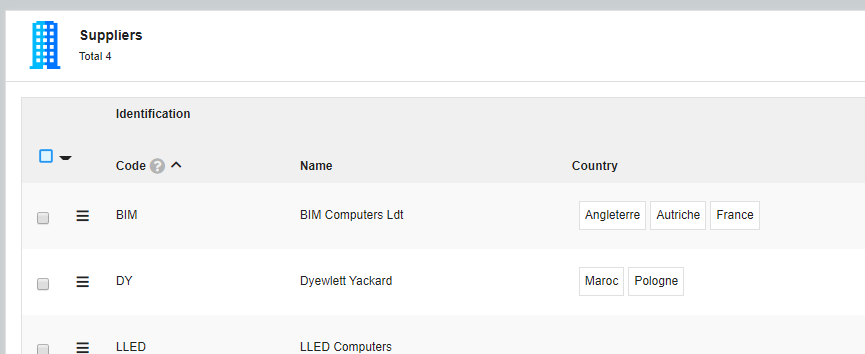 Suppliers
Total 4
Identification
Code ? Name Country
BIM BIM Computers Ldt Angleterre Autriche France
DY Dyewlett Yackard Maroc Pologne
LLED LLED Computers